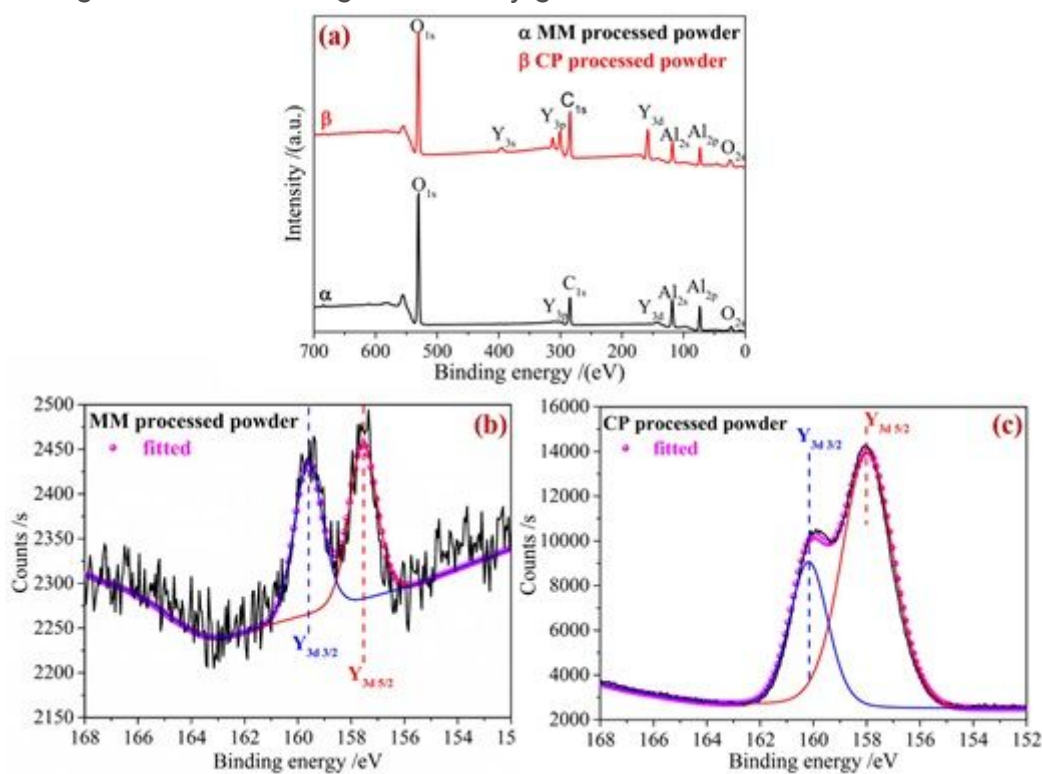 (a)
α MM processed powder
β CP processed powder
O1s
β
Y3s
Y3p
C1s
Y3d
Al2s
Al2p
O2s
O1s
α
Y3p
C1s
Y3d
Al2s
Al2p
O2s
Intensity /(a.u.)
700 600 500 400 300 200 100 0
Binding energy /(eV)
MM processed powder
(b)
fitted
Y3d 3/2
Y3d 5/2
Counts /s
2500
2450
2400
2350
2300
2250
2200
2150
168 166 164 162 160 158 156 154 15
Binding energy /eV
CP processed powder
(c)
fitted
Y3d 3/2
Y3d 5/2
Counts /s
16000
14000
12000
10000
8000
6000
4000
2000
168 166 164 162 160 158 156 154 152
Binding energy /eV